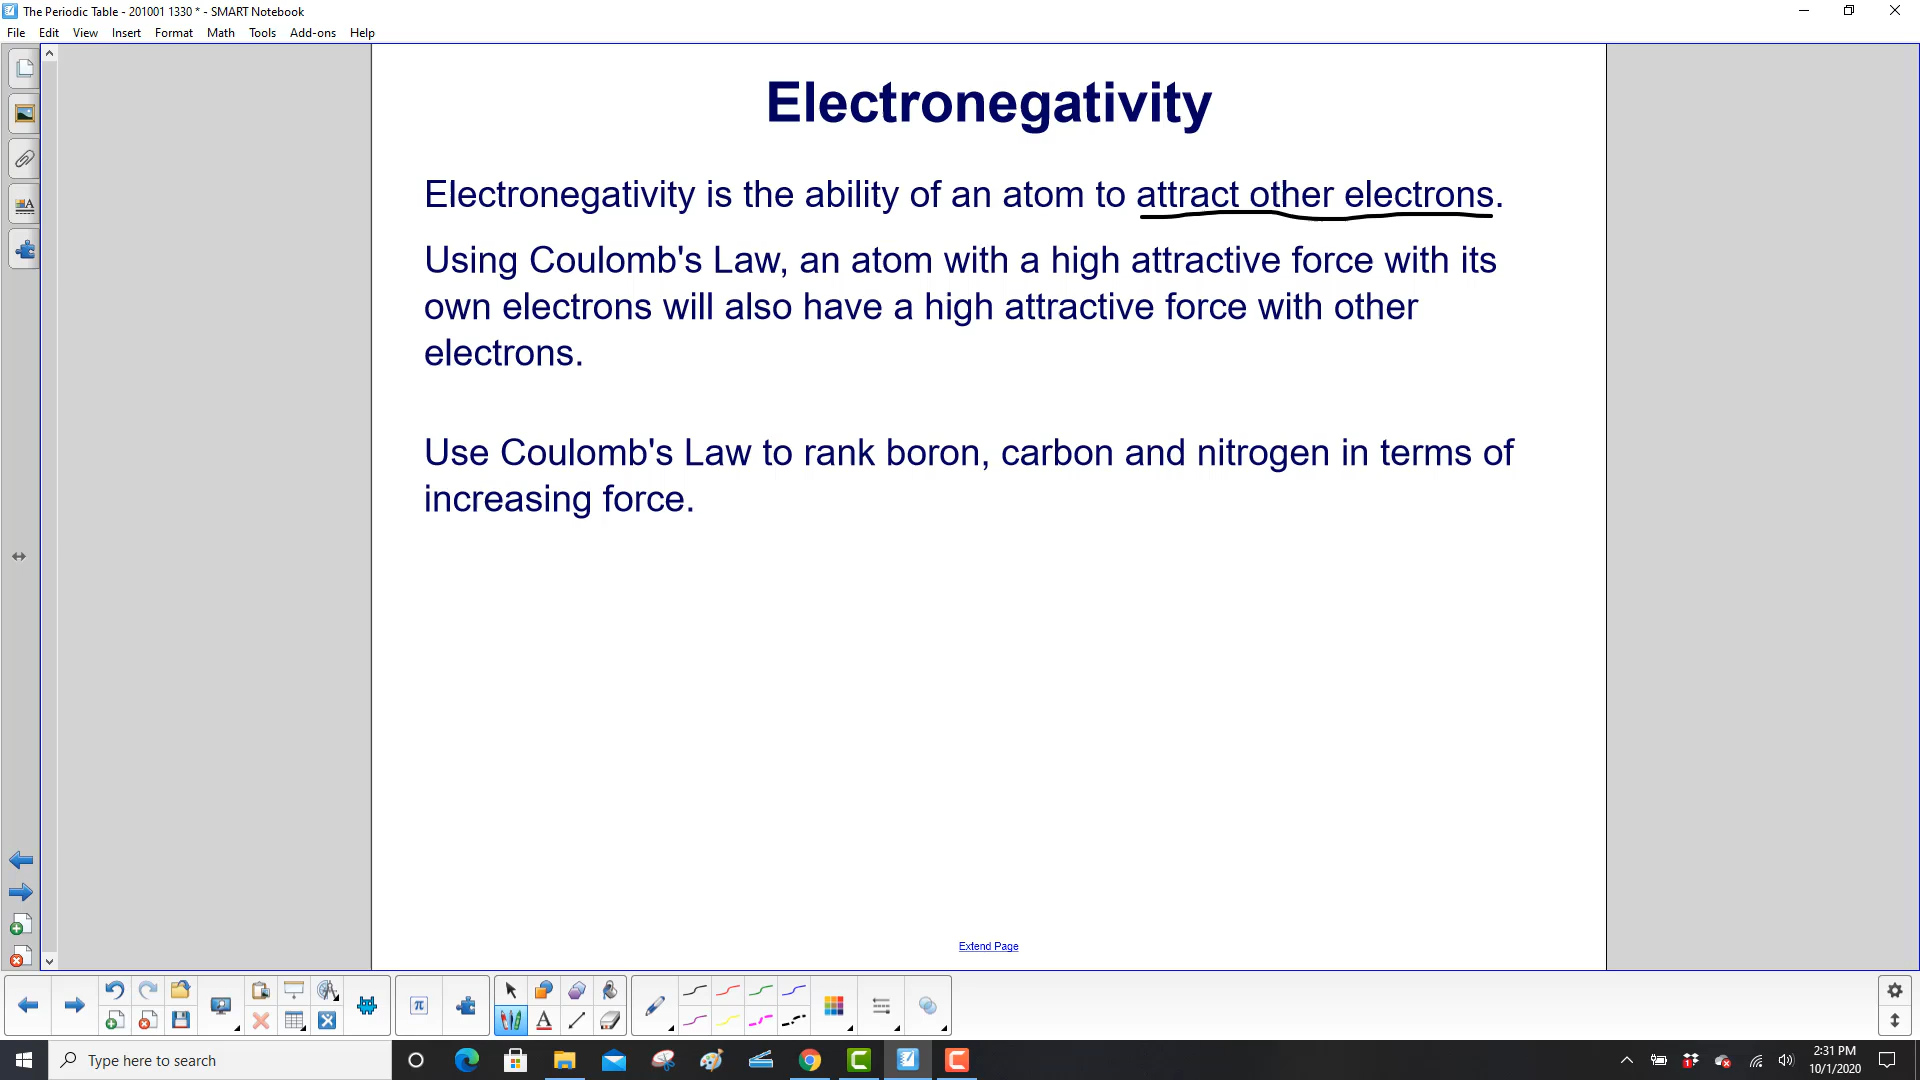 The Periodic Table - 201001 1330 * - SMART Notebook
File Edit View Insert Format Math Tools Add-ons Help
Electronegativity
Electronegativity is the ability of an atom to attract other electrons.
Using Coulomb's Law, an atom with a high attractive force with its
own electrons will also have a high attractive force with other
electrons.
Use Coulomb's Law to rank boron, carbon and nitrogen in terms of
increasing force.
Extend Page
π
A
Type here to search
2:31 PM
10/1/2020